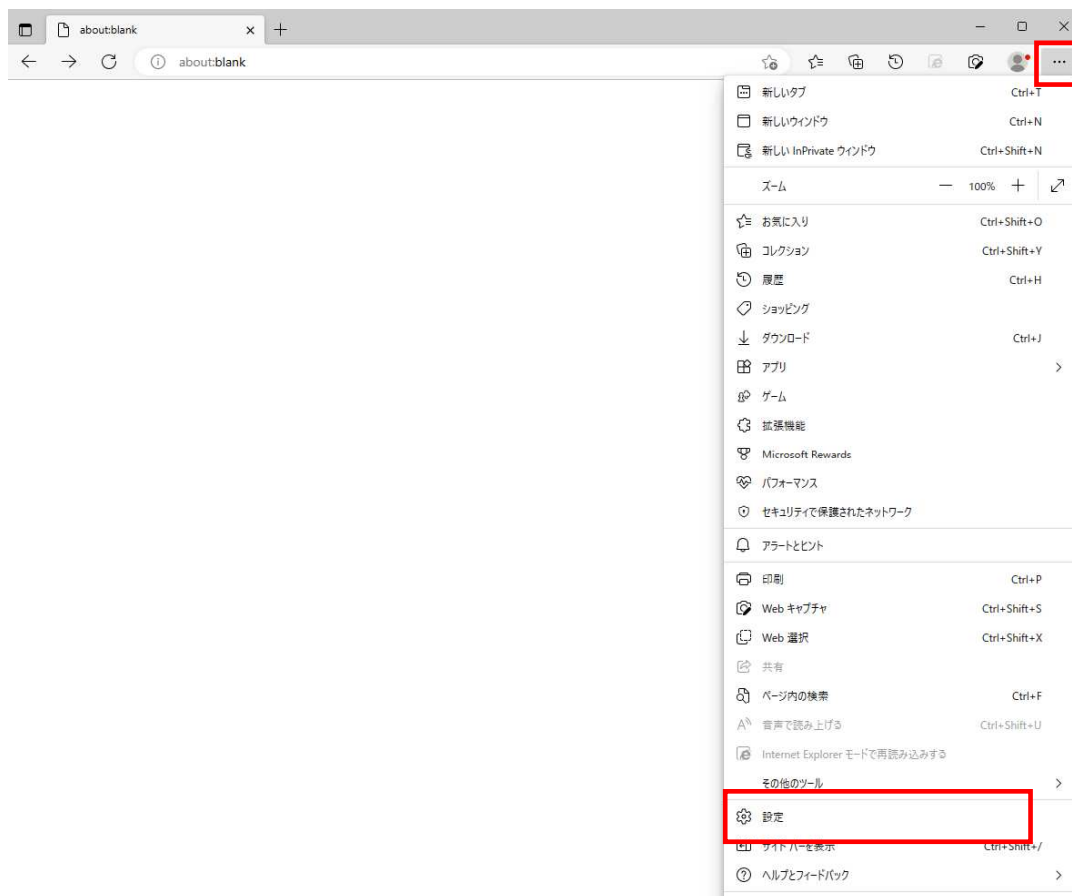 about:blank
about:blank
新しいタブ Ctrl+T
新しいウィンドウ Ctrl+N
新しい InPrivate ウィンドウ Ctrl+Shift+N
ズーム 100%
お気に入り Ctrl+Shift+O
コレクション Ctrl+Shift+Y
履歴 Ctrl+H
ショッピング
ダウンロード Ctrl+J
アプリ
ゲーム
拡張機能
Microsoft Rewards
パフォーマンス
セキュリティで保護されたネットワーク
アラートとヒント
印刷 Ctrl+P
Web キャプチャ Ctrl+Shift+S
Web 選択 Ctrl+Shift+X
共有
ページ内の検索 Ctrl+F
音声で読み上げる Ctrl+Shift+U
Internet Explorer モードで再読み込みする
その他のツール
設定
サイド バーを表示 Ctrl+Shift+/
ヘルプとフィードバック